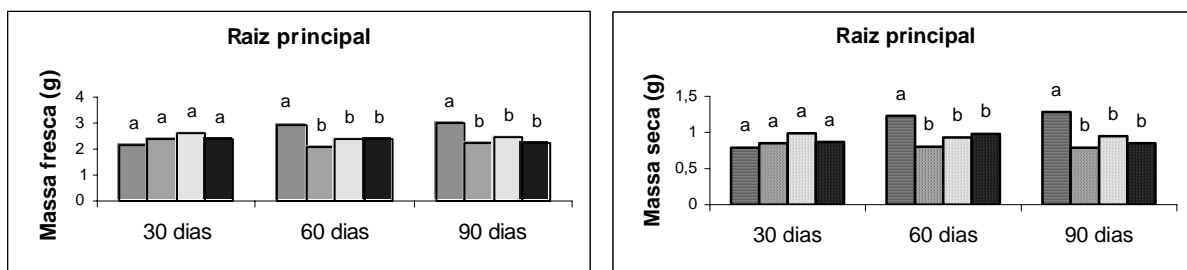 Raiz principal
Massa fresca (g)
4
3
2
1
0
a a a a
a b b b
a b b b
30 dias 60 dias 90 dias
Raiz principal
Massa seca (g)
1,5
1
0,5
0
a a a a
a b b b
a b b b
30 dias 60 dias 90 dias